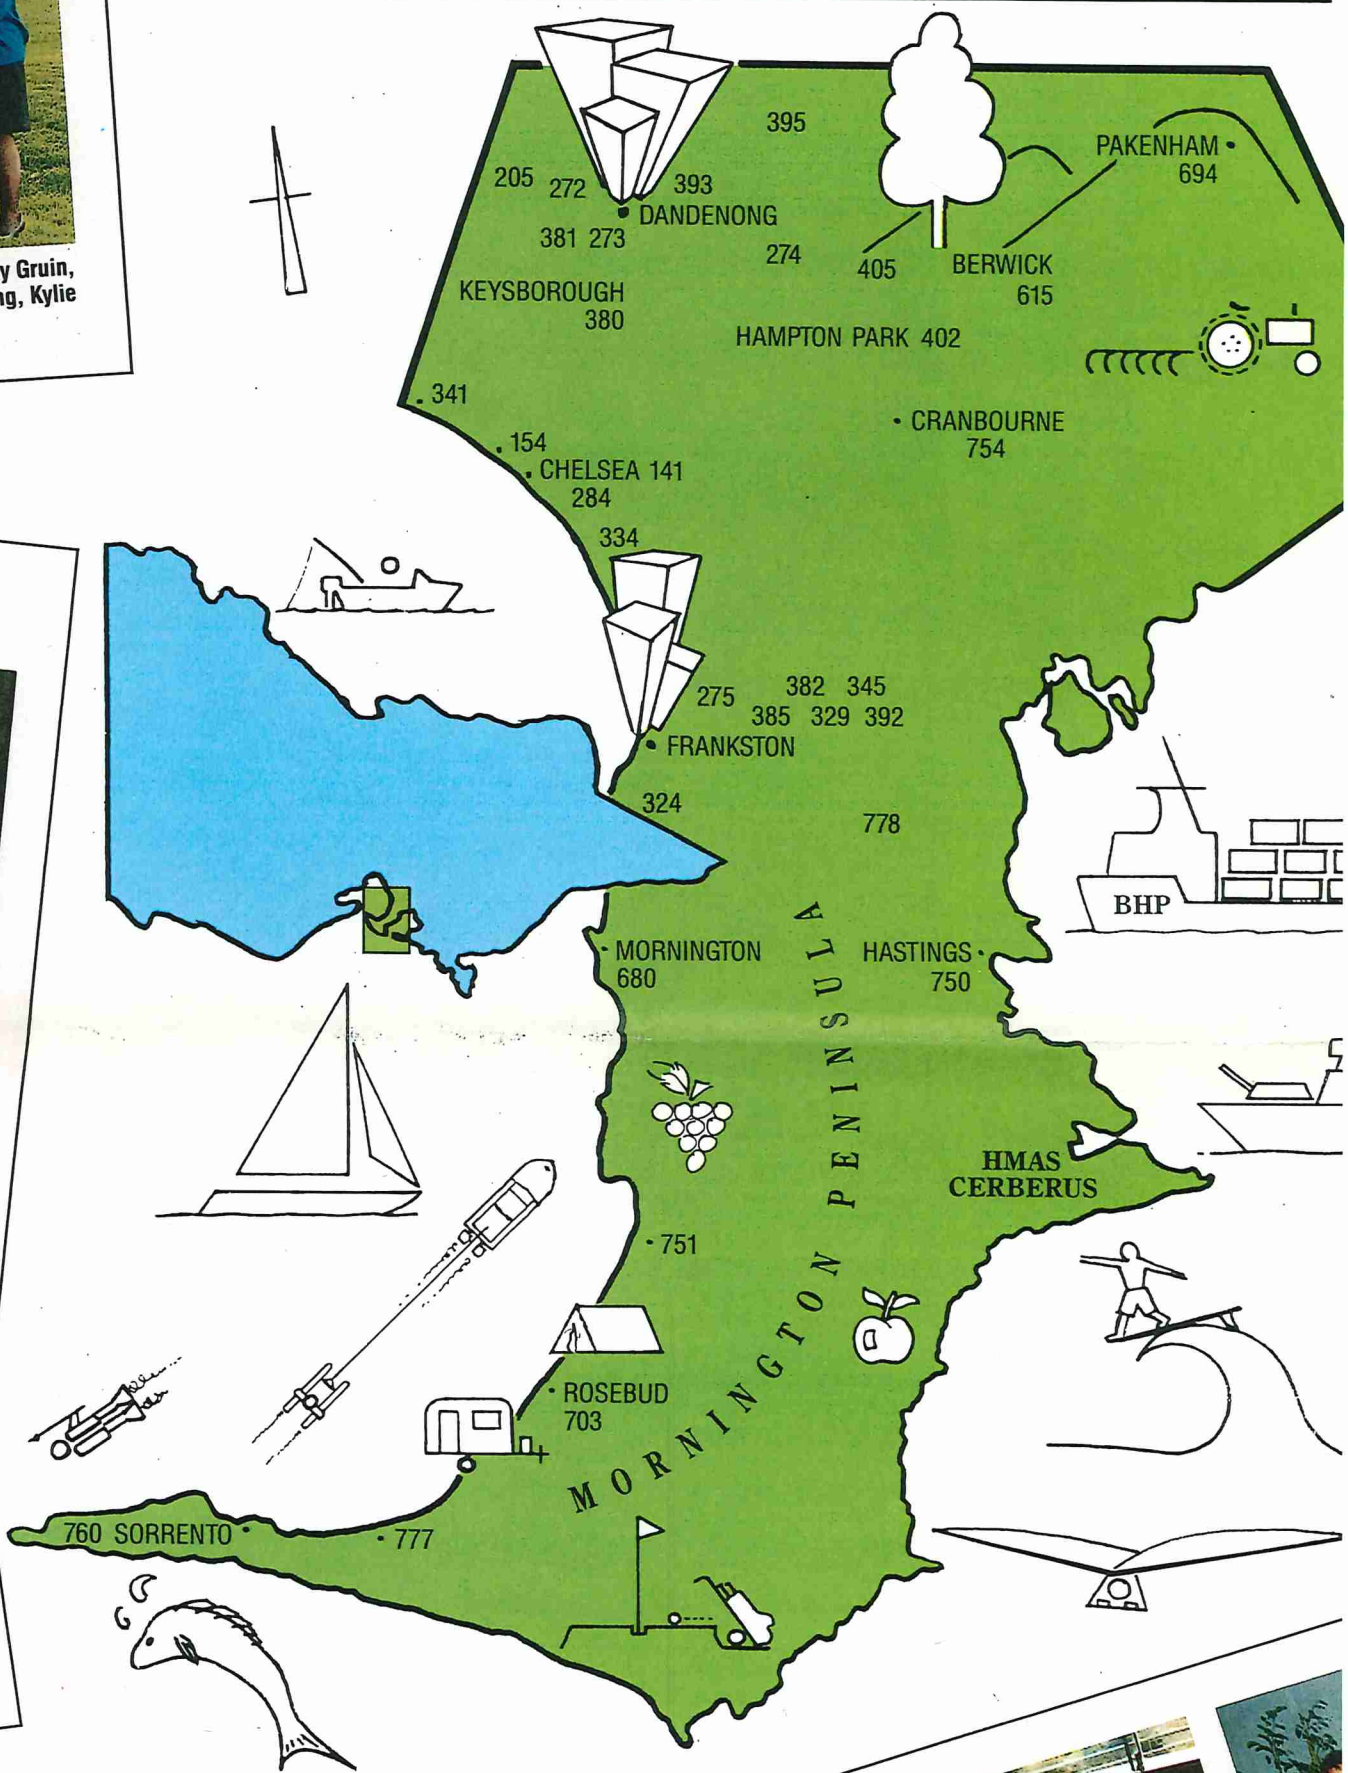 y Gruin,
ng, Kylie
395
PAKENHAM
694
205 272 393
DANDENONG
381 273
274
405
BERWICK
615
KEYSBOROUGH
380
HAMPTON PARK 402
341
CRANBOURNE
754
154
CHELSEA 141
284
334
275 382 345
385 329 392
FRANKSTON
324
778
BHP
MORNINGTON
680
HASTINGS
750
MORNINGTON PENINSULA
HMAS
CERBERUS
751
ROSEBUD
703
760 SORRENTO
777